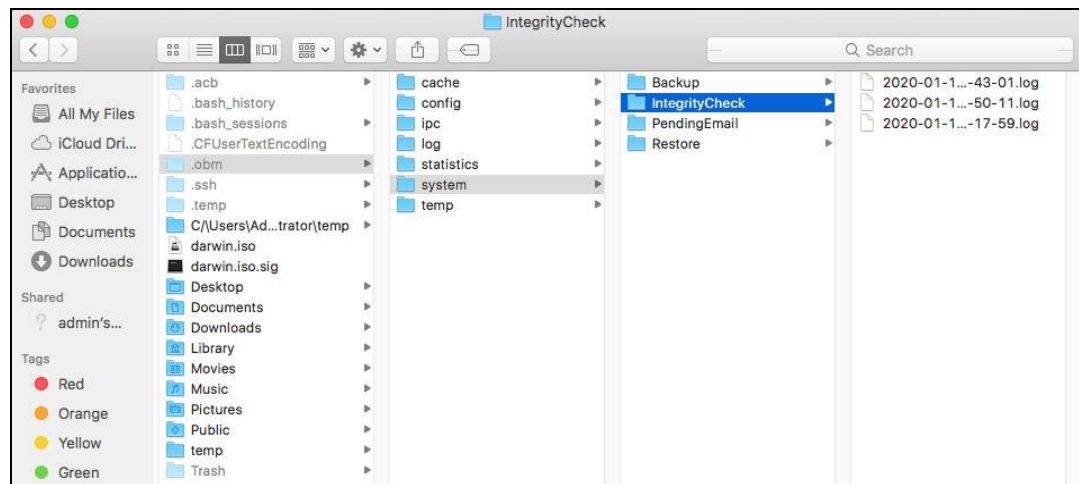 IntegrityCheck
Search
Favorites
All My Files
iCloud Dri...
Applicatio...
Desktop
Documents
Downloads
Shared
admin's...
Tags
Red
Orange
Yellow
Green
.acb
.bash_history
.bash_sessions
.CFUserTextEncoding
.obm
.ssh
.temp
C/\Users\Ad...trator\temp
darwin.iso
darwin.iso.sig
Desktop
Documents
Downloads
Library
Movies
Music
Pictures
Public
temp
Trash
cache
config
ipc
log
statistics
system
temp
Backup
IntegrityCheck
PendingEmail
Restore
2020-01-1...-43-01.log
2020-01-1...-50-11.log
2020-01-1...-17-59.log